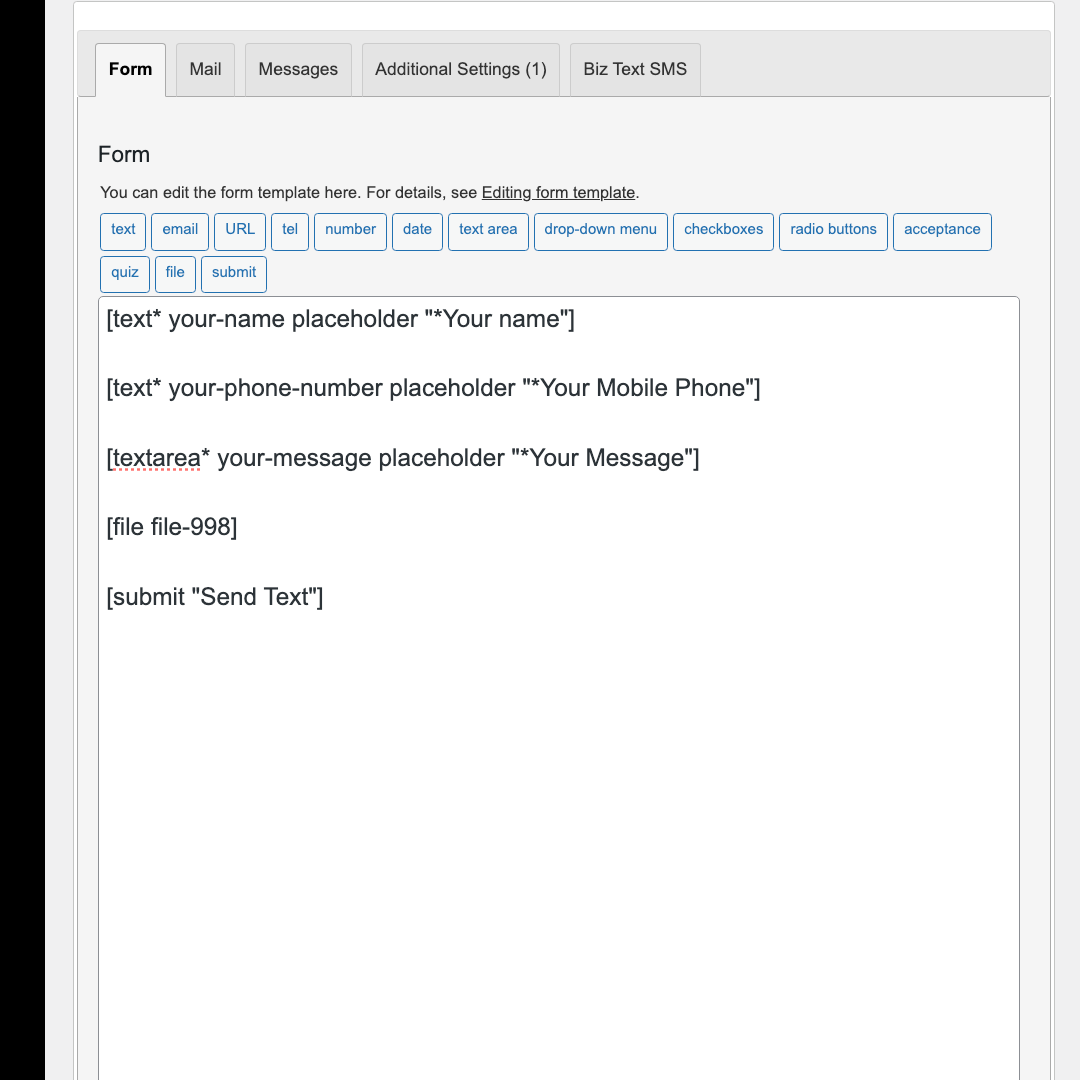 Form Mail Messages Additional Settings (1) Biz Text SMS
Form
You can edit the form template here. For details, see Editing form template.
text email URL tel number date text area drop-down menu checkboxes radio buttons acceptance
quiz file submit
[text* your-name placeholder "*Your name"]
[text* your-phone-number placeholder "*Your Mobile Phone"]
[textarea* your-message placeholder "*Your Message"]
[file file-998]
[submit "Send Text"]